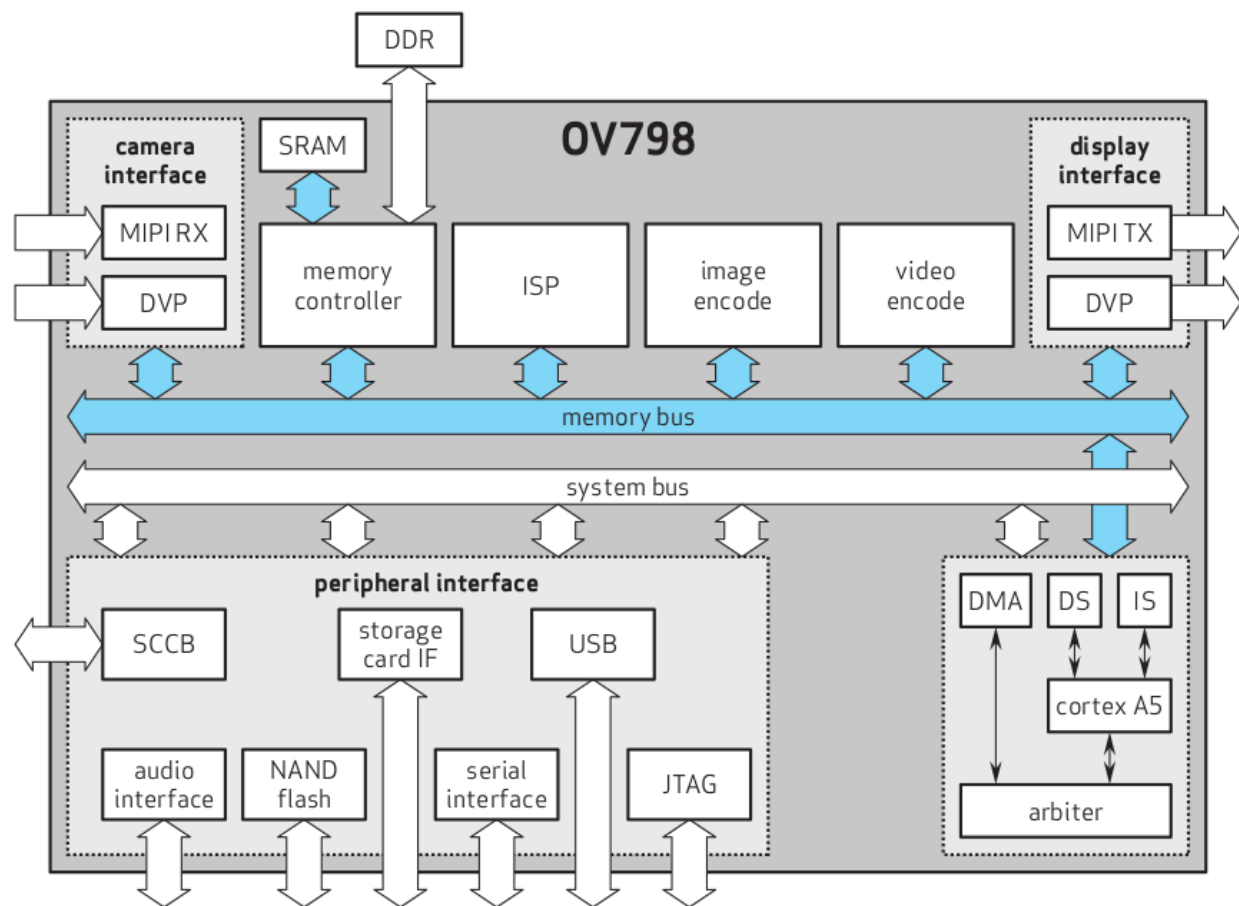 DDR
OV798
camera
interface
MIPI RX
DVP
SRAM
memory
controller
ISP
image
encode
video
encode
display
interface
MIPI TX
DVP
memory bus
system bus
peripheral interface
SCCB
storage
card IF
USB
audio
interface
NAND
flash
serial
interface
JTAG
DMA
DS
IS
cortex A5
arbiter